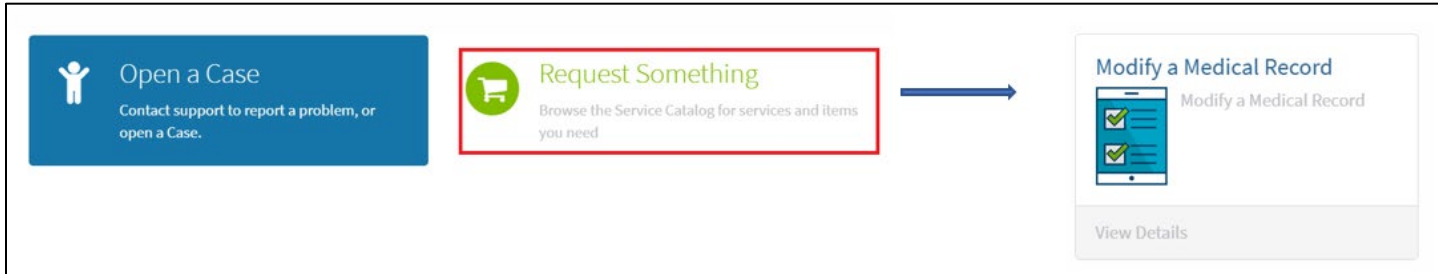 Open a Case
Contact support to report a problem, or
open a Case.
Request Something
Browse the Service Catalog for services and items
you need
Modify a Medical Record
Modify a Medical Record
View Details